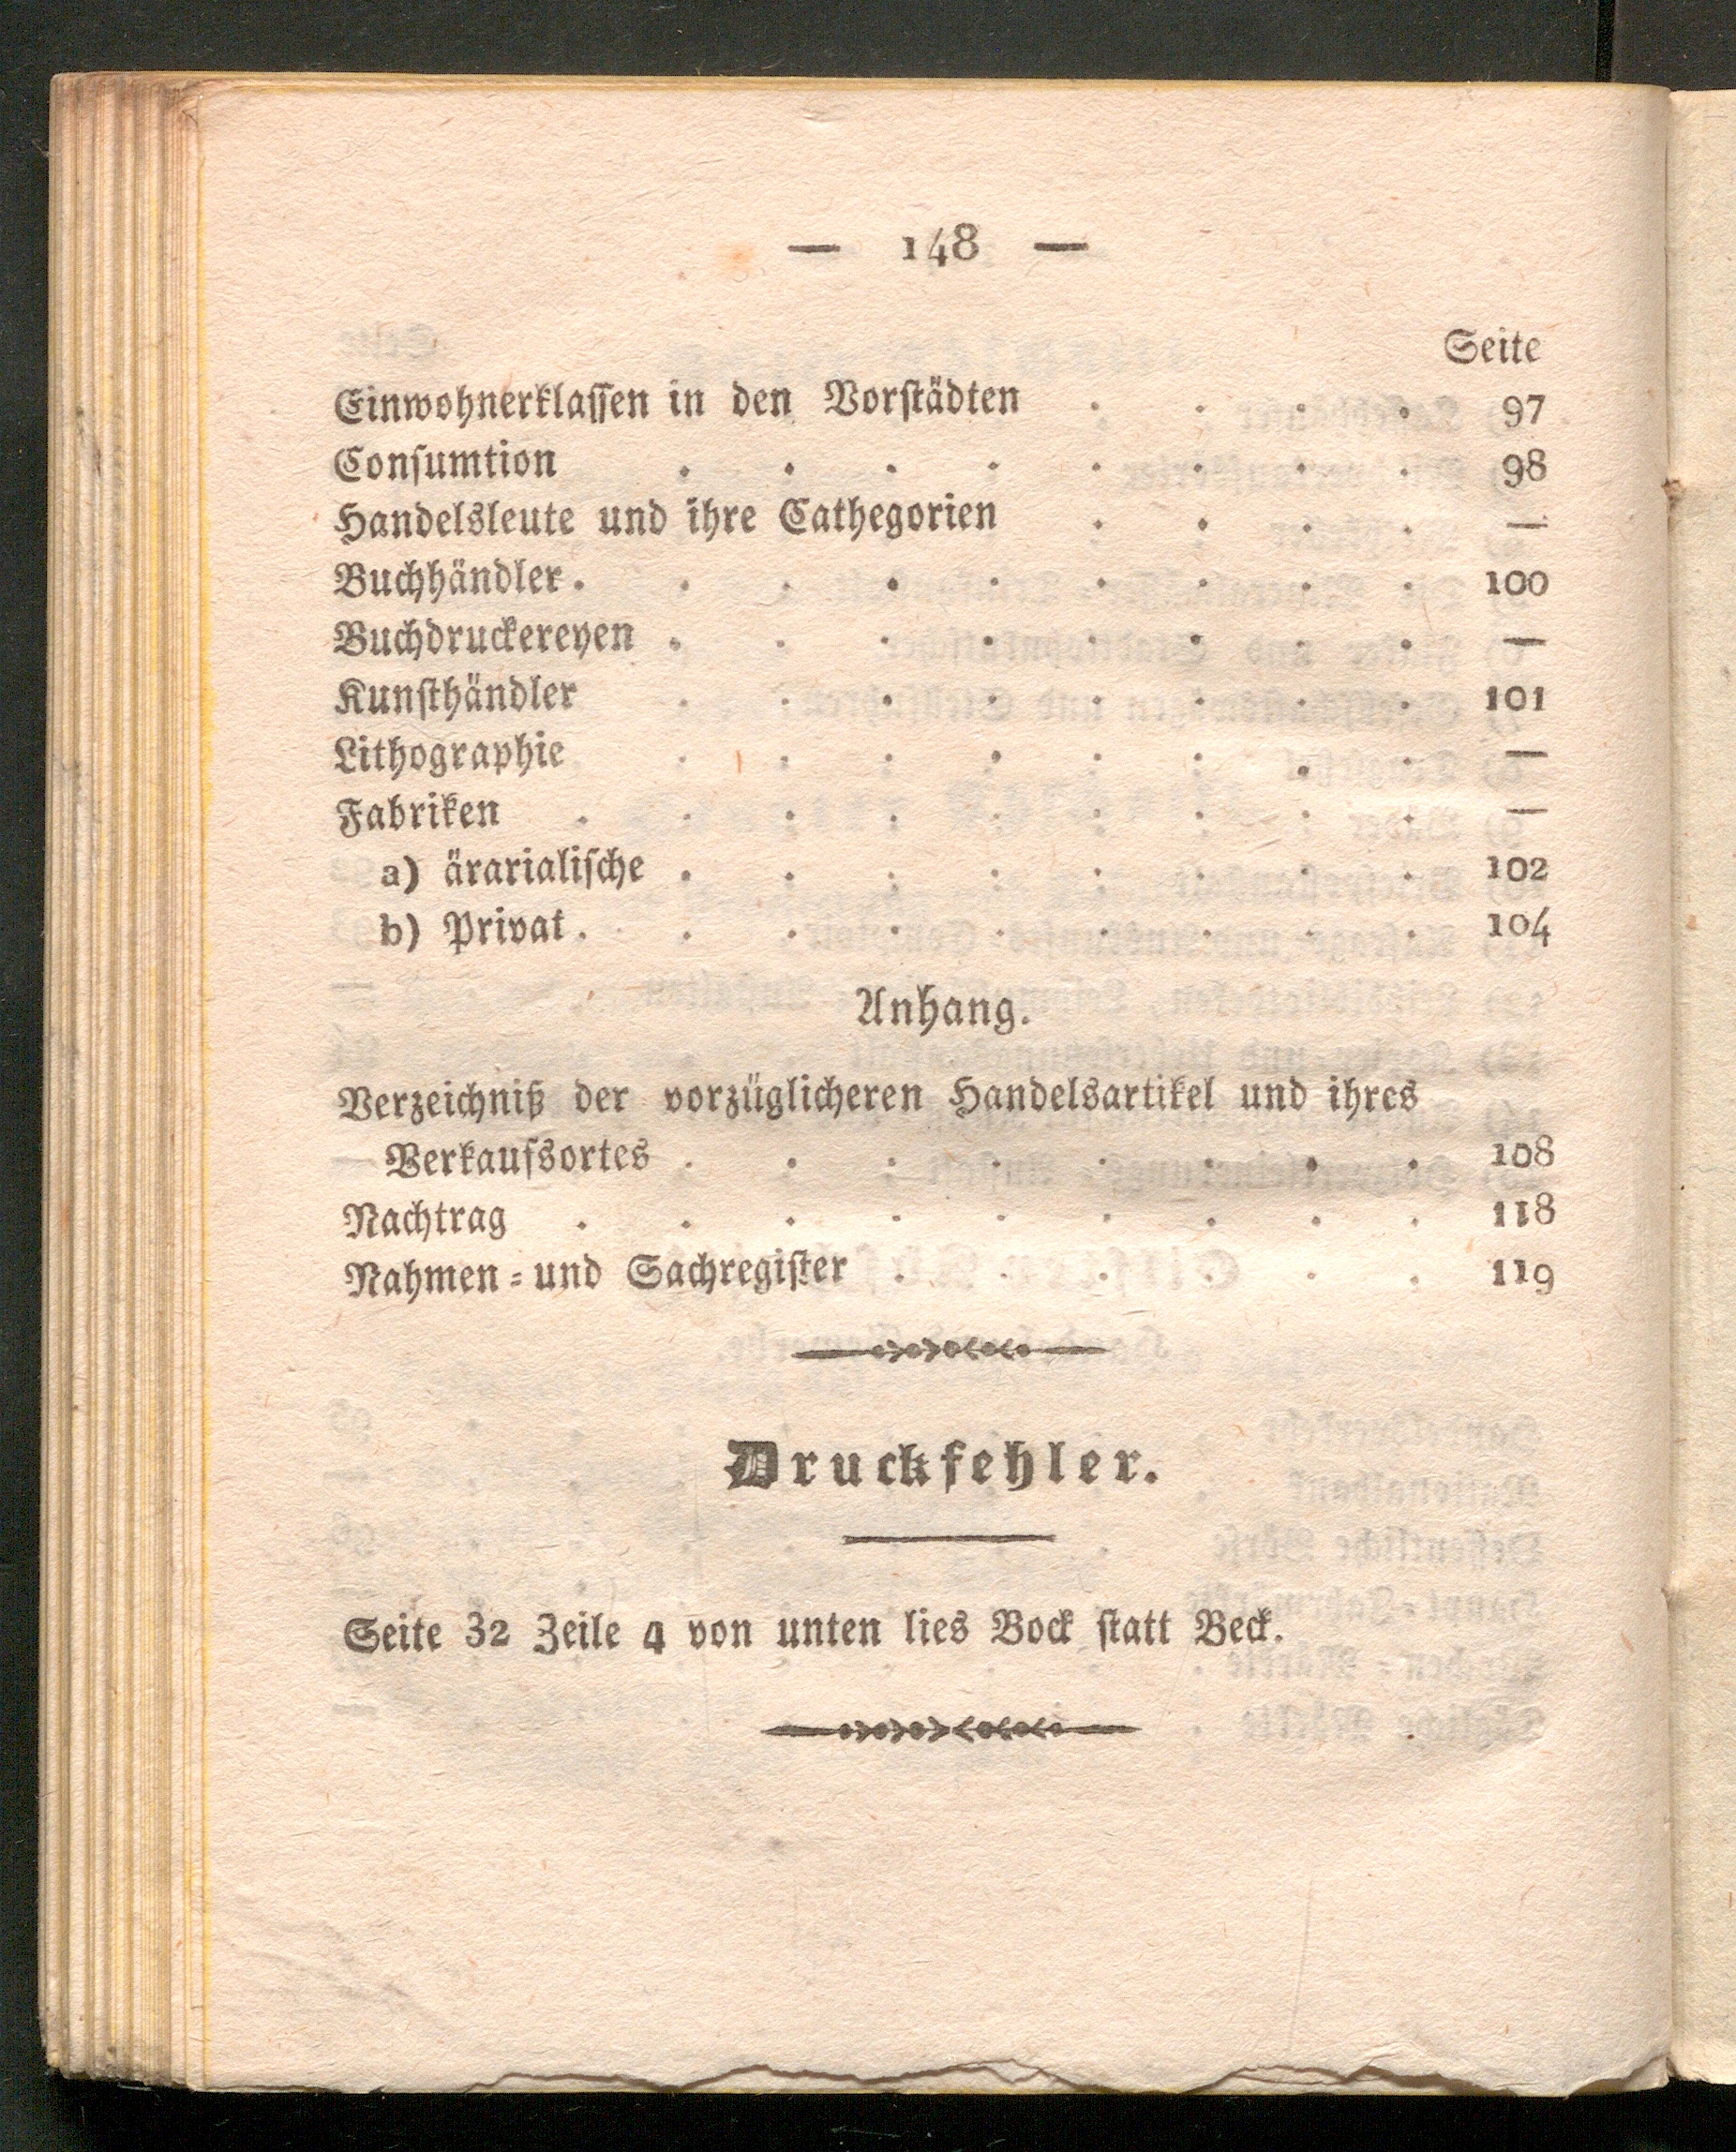 — 148 —
Seite
Einwohnerklaſſen in den Vorſtädten . . . . 97
Conſumtion . . . . . . . . 98
Handelsleute und ihre Cathegorien . . . . —
Buchhändler . . . . . . . . . 100
Buchdruckereyen . . . . . . . . —
Kunſthändler . . . . . . . . 101
Lithographie . . . . . . . . —
Fabriken . . . . . . . . . —
a) ärarialiſche . . . . . . . . 102
b) Privat . . . . . . . . . 104
Anhang.
Verzeichniß der vorzüglicheren Handelsartikel und ihres
Verkaufsortes . . . . . . . . 108
Nachtrag . . . . . . . . . 118
Nahmen- und Sachregiſter . . . . . . 119
Druckfehler.
Seite 32 Zeile 4 von unten lies Bock ſtatt Beck.